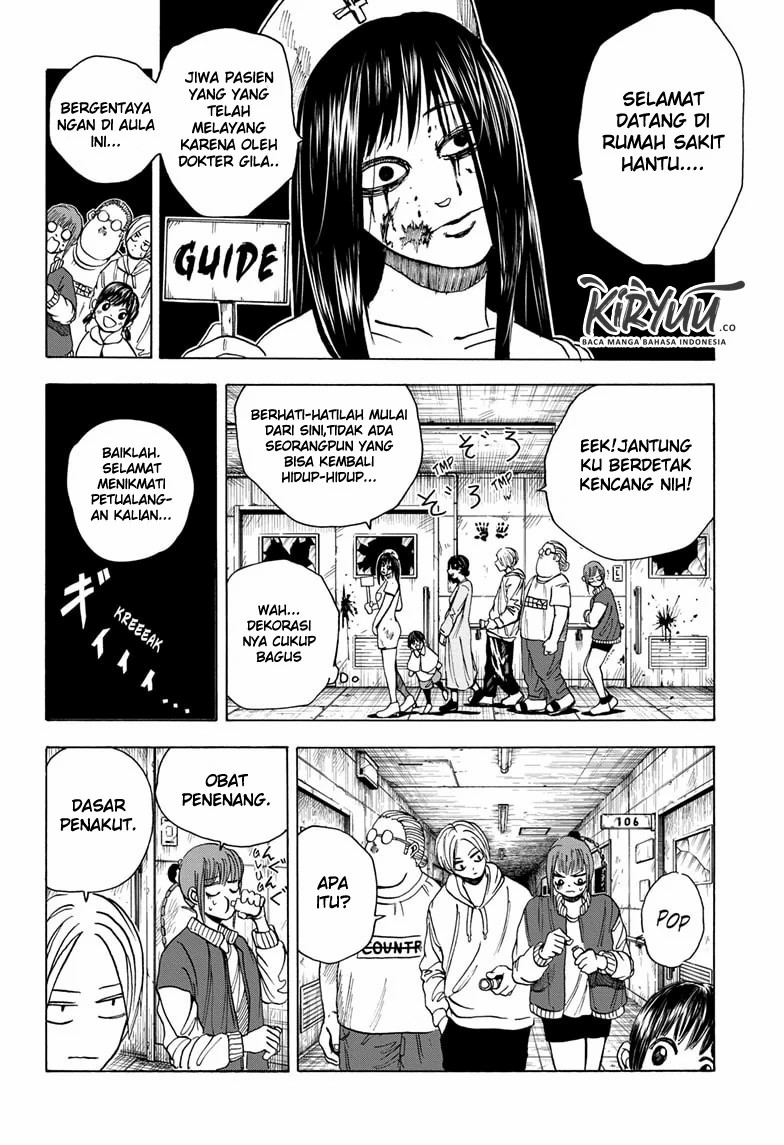 SELAMAT
DATANG DI
RUMAH SAKIT
HANTU....
JIWA PASIEN
YANG YANG
TELAH
MELAYANG
KARENA OLEH
DOKTER GILA..
BERGENTAYA
NGAN DI AULA
INI...
GUIDE
KIRYUU
.CO
BACA MANGA BAHASA INDONESIA
EEK!JANTUNG
KU BERDETAK
KENCANG NIH!
BERHATI-HATILAH MULAI
DARI SINI,TIDAK ADA
SEORANGPUN YANG
BISA KEMBALI
HIDUP-HIDUP...
ぞろ
TMP
ぞろ
TMP
WAH...
DEKORASI
NYA CUKUP
BAGUS
BAIKLAH.
SELAMAT
MENIKMATI
PETUALANG-
AN KALIAN...
ギィィィ...
KREEEAK
106
POP
APA
ITU?
COUNTR
OBAT
PENENANG.
DASAR
PENAKUT.